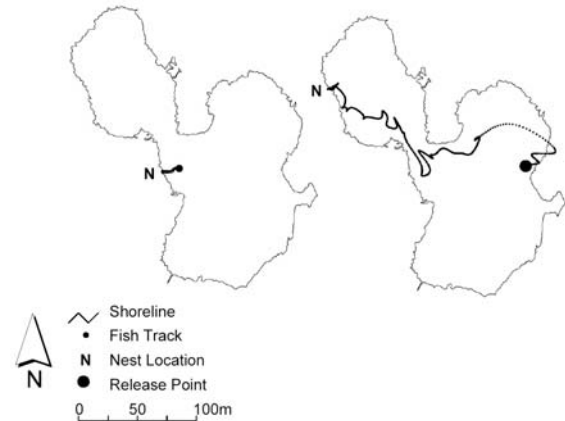 N
N
Shoreline
Fish Track
N Nest Location
Release Point
N
0 50 100m